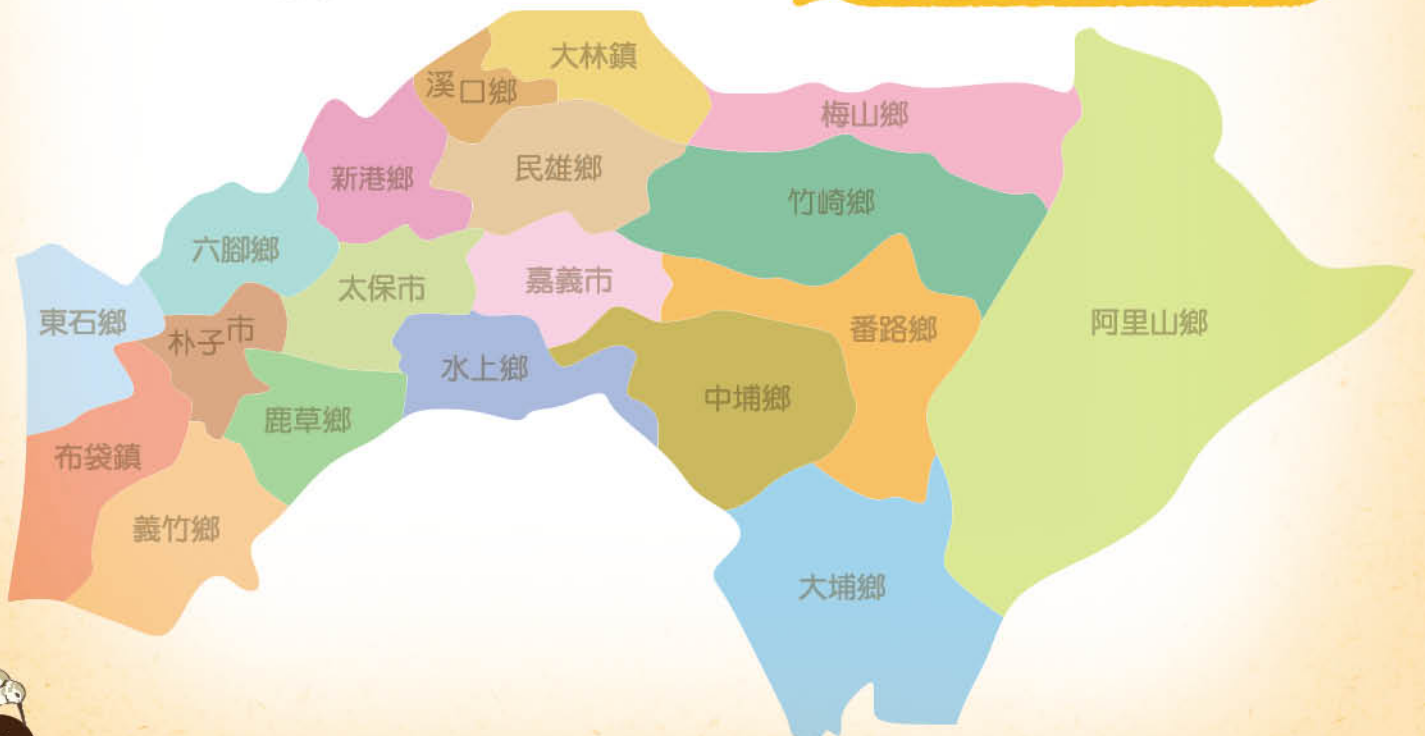 大林鎮
溪口鄉
梅山鄉
民雄鄉
新港鄉
竹崎鄉
六腳鄉
太保市
嘉義市
東石鄉
朴子市
番路鄉
阿里山鄉
水上鄉
中埔鄉
鹿草鄉
布袋鎮
義竹鄉
大埔鄉